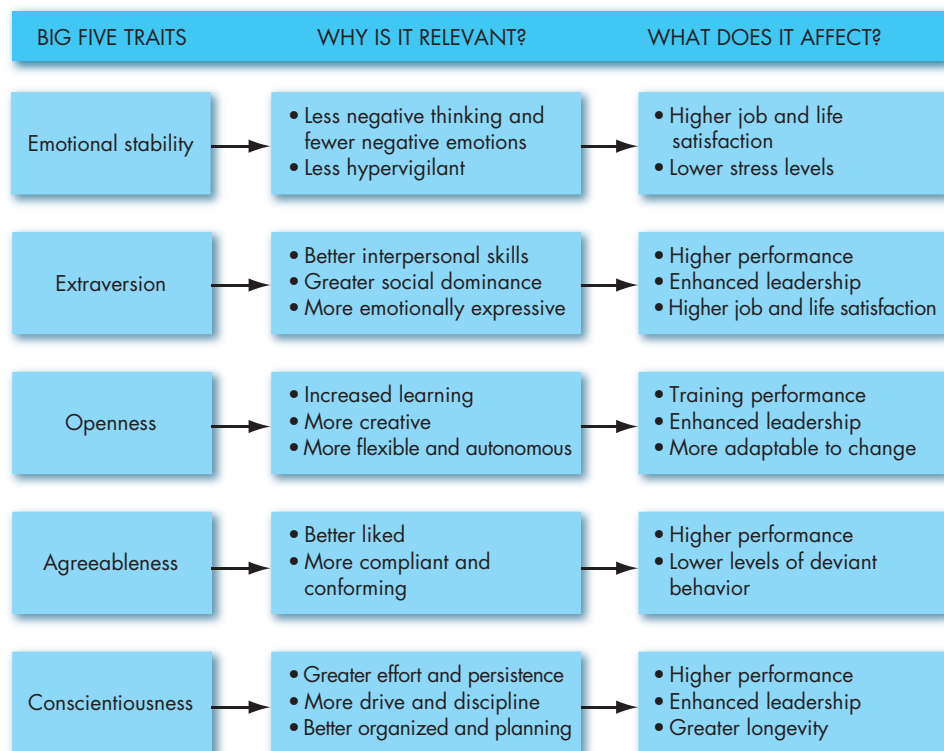 BIG FIVE TRAITS WHY IS IT RELEVANT? WHAT DOES IT AFFECT?
Emotional stability
• Less negative thinking and
fewer negative emotions
• Less hypervigilant
• Higher job and life
satisfaction
• Lower stress levels
Extraversion
• Better interpersonal skills
• Greater social dominance
• More emotionally expressive
• Higher performance
• Enhanced leadership
• Higher job and life satisfaction
Openness
• Increased learning
• More creative
• More flexible and autonomous
• Training performance
• Enhanced leadership
• More adaptable to change
Agreeableness
• Better liked
• More compliant and
conforming
• Higher performance
• Lower levels of deviant
behavior
Conscientiousness
• Greater effort and persistence
• More drive and discipline
• Better organized and planning
• Higher performance
• Enhanced leadership
• Greater longevity